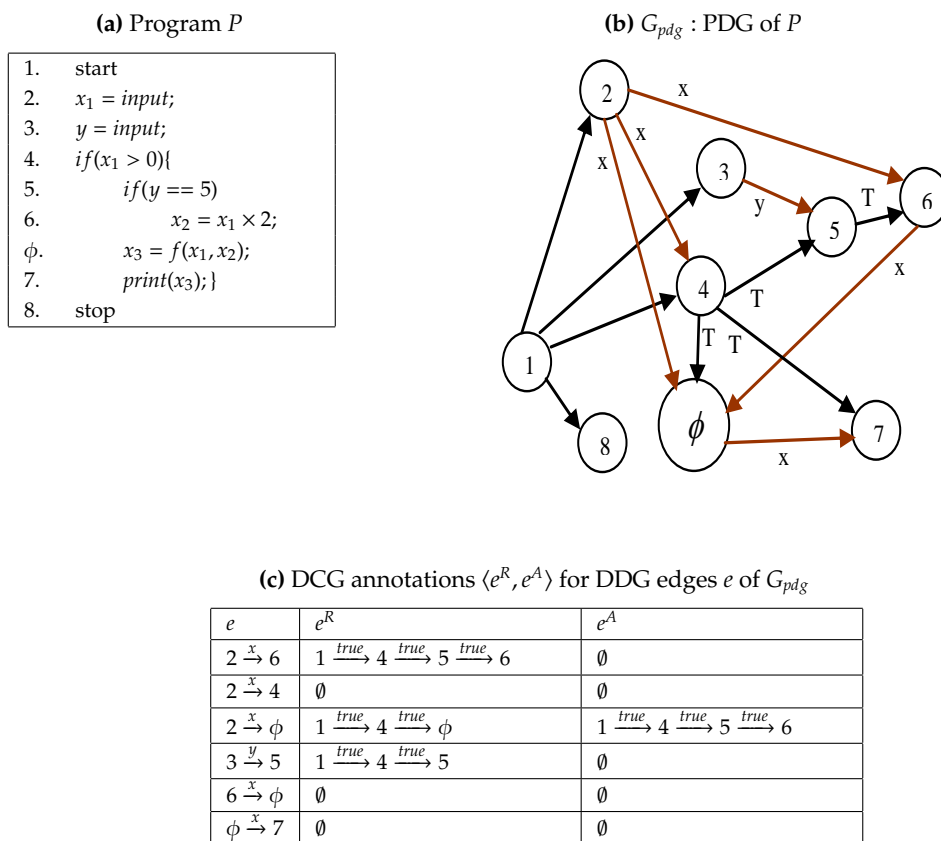 (a) Program P
1. start
2. x₁ = input;
3. y = input;
4. if(x₁ > 0){
5. if(y == 5)
6. x₂ = x₁ × 2;
ϕ. x₃ = f(x₁, x₂);
7. print(x₃);}
8. stop
(b) G_pdg : PDG of P
x
2
x
x
3
6
T
y
5
x
4
T
T T
1
ϕ
7
8
x
(c) DCG annotations ⟨e^R, e^A⟩ for DDG edges e of G_pdg
e e^R e^A
2 →x 6 1 →true 4 →true 5 →true 6 ∅
2 →x 4 ∅ ∅
2 →x ϕ 1 →true 4 →true ϕ 1 →true 4 →true 5 →true 6
3 →y 5 1 →true 4 →true 5 ∅
6 →x ϕ ∅ ∅
ϕ →x 7 ∅ ∅